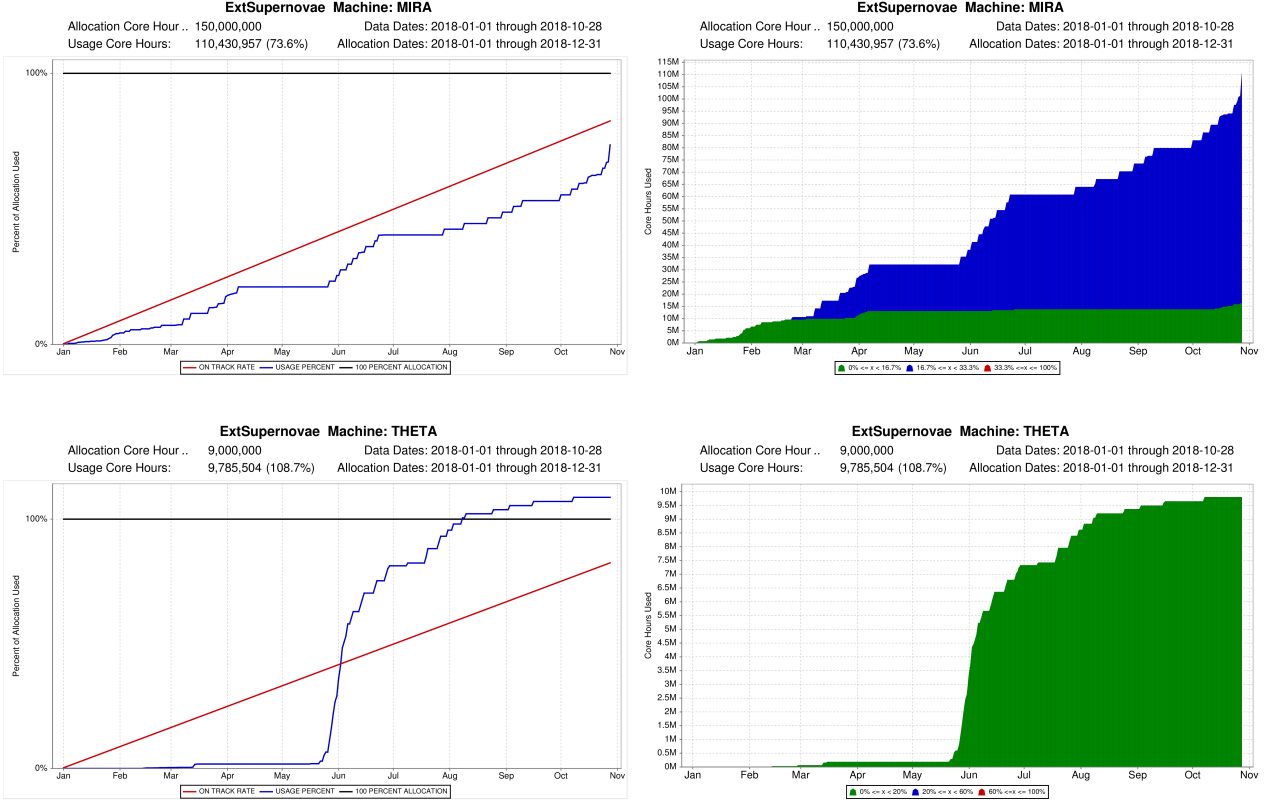 ExtSupernovae Machine: MIRA
Allocation Core Hour .. 150,000,000 Data Dates: 2018-01-01 through 2018-10-28
Usage Core Hours: 110,430,957 (73.6%) Allocation Dates: 2018-01-01 through 2018-12-31
100%
0%
Percent of Allocation Used
Jan Feb Mar Apr May Jun Jul Aug Sep Oct Nov
ON TRACK RATE USAGE PERCENT 100 PERCENT ALLOCATION
ExtSupernovae Machine: MIRA
Allocation Core Hour .. 150,000,000 Data Dates: 2018-01-01 through 2018-10-28
Usage Core Hours: 110,430,957 (73.6%) Allocation Dates: 2018-01-01 through 2018-12-31
115M
110M
105M
100M
95M
90M
85M
80M
75M
70M
65M
60M
55M
50M
45M
40M
35M
30M
25M
20M
15M
10M
5M
0M
Core Hours Used
Jan Feb Mar Apr May Jun Jul Aug Sep Oct Nov
0% <= x < 16.7% 16.7% <= x < 33.3% 33.3% <=x <= 100%
ExtSupernovae Machine: THETA
Allocation Core Hour .. 9,000,000 Data Dates: 2018-01-01 through 2018-10-28
Usage Core Hours: 9,785,504 (108.7%) Allocation Dates: 2018-01-01 through 2018-12-31
100%
0%
Percent of Allocation Used
Jan Feb Mar Apr May Jun Jul Aug Sep Oct Nov
ON TRACK RATE USAGE PERCENT 100 PERCENT ALLOCATION
ExtSupernovae Machine: THETA
Allocation Core Hour .. 9,000,000 Data Dates: 2018-01-01 through 2018-10-28
Usage Core Hours: 9,785,504 (108.7%) Allocation Dates: 2018-01-01 through 2018-12-31
10M
9.5M
9M
8.5M
8M
7.5M
7M
6.5M
6M
5.5M
5M
4.5M
4M
3.5M
3M
2.5M
2M
1.5M
1M
0.5M
0.0M
Core Hours Used
Jan Feb Mar Apr May Jun Jul Aug Sep Oct Nov
0% <= x < 20% 20% <= x < 60% 60% <=x <= 100%